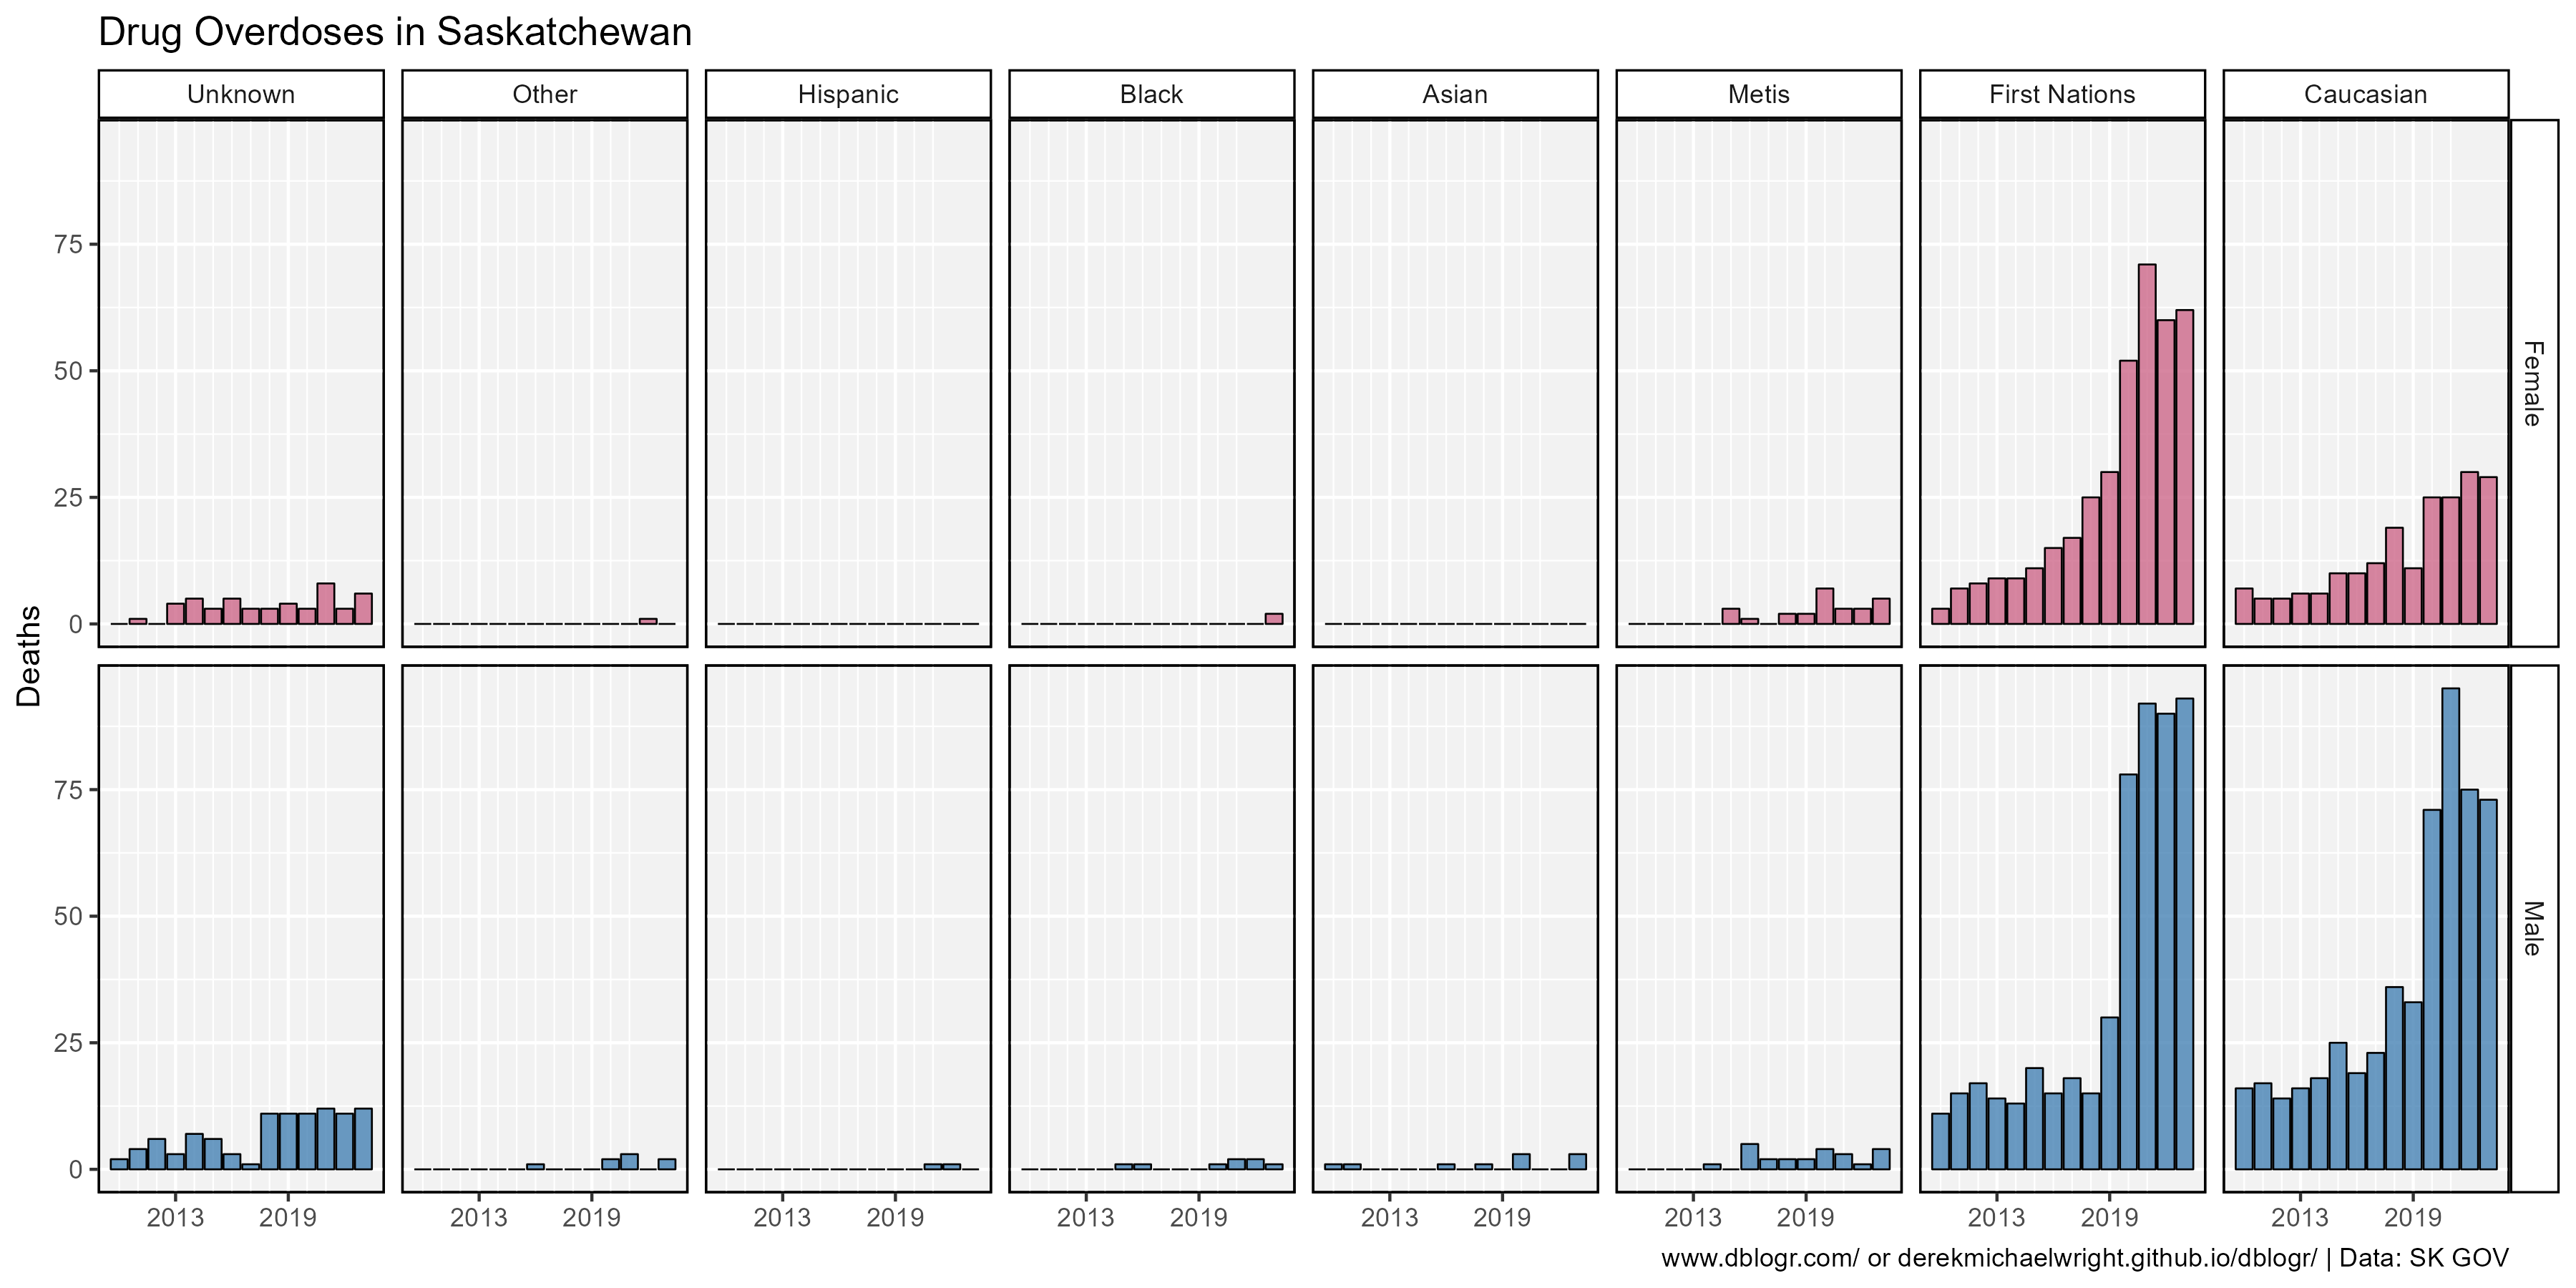 Drug Overdoses in Saskatchewan
Unknown Other Hispanic Black Asian Metis First Nations Caucasian
75
50
25
0
Female
Deaths
75
50
25
0
Male
2013 2019 2013 2019 2013 2019 2013 2019 2013 2019 2013 2019 2013 2019 2013 2019
www.dblogr.com/ or derekmichaelwright.github.io/dblogr/ | Data: SK GOV